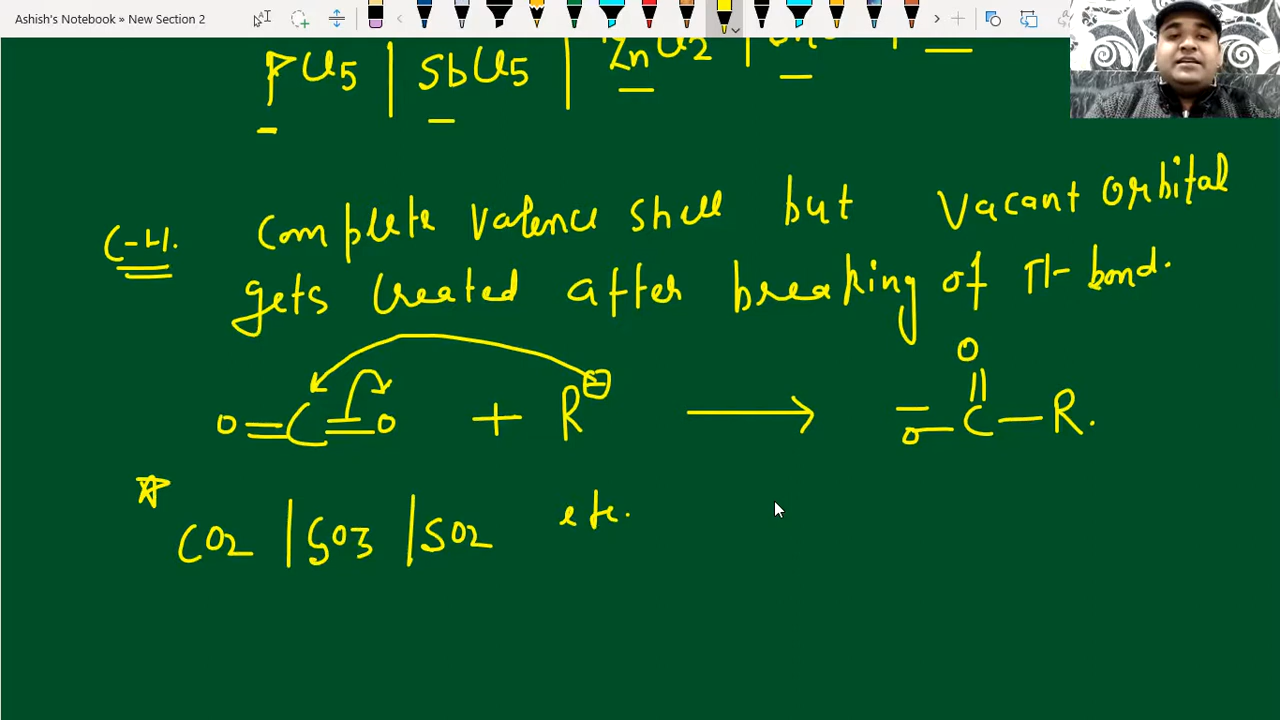 Ashish's Notebook » New Section 2
PCl5 | SbCl5 | ZnCl2 |
C-4. Complete valence shell but vacant orbital
gets created after breaking of π-bond.
O=C=O + R⊖ ⟶ ‾O-C-R.
O
CO2 | SO3 | SO2 etc.